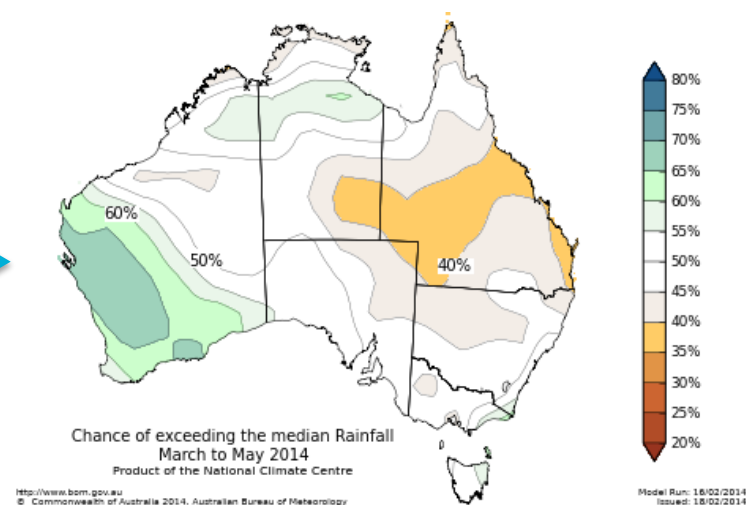 80%
75%
70%
65%
60%
60%
55%
50%
50%
40%
45%
40%
35%
30%
25%
20%
Chance of exceeding the median Rainfall
March to May 2014
Product of the National Climate Centre
http://www.bom.gov.au
© Commonwealth of Australia 2014, Australian Bureau of Meteorology
Model Run: 16/02/2014
Issued: 18/02/2014